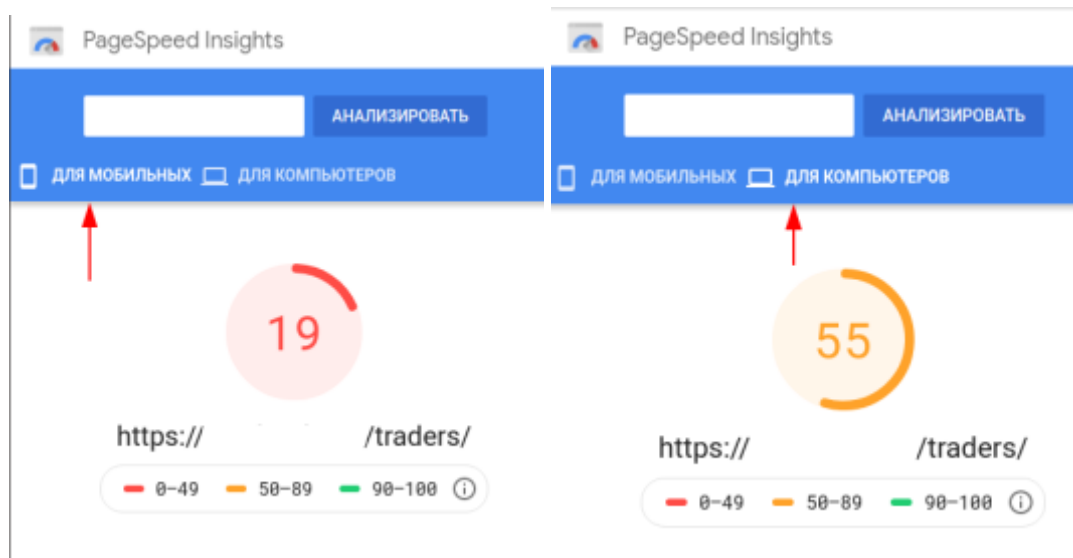 PageSpeed Insights
АНАЛИЗИРОВАТЬ
ДЛЯ МОБИЛЬНЫХ ДЛЯ КОМПЬЮТЕРОВ
19
https:// /traders/
0–49 50–89 90–100
PageSpeed Insights
АНАЛИЗИРОВАТЬ
ДЛЯ МОБИЛЬНЫХ ДЛЯ КОМПЬЮТЕРОВ
55
https:// /traders/
0–49 50–89 90–100